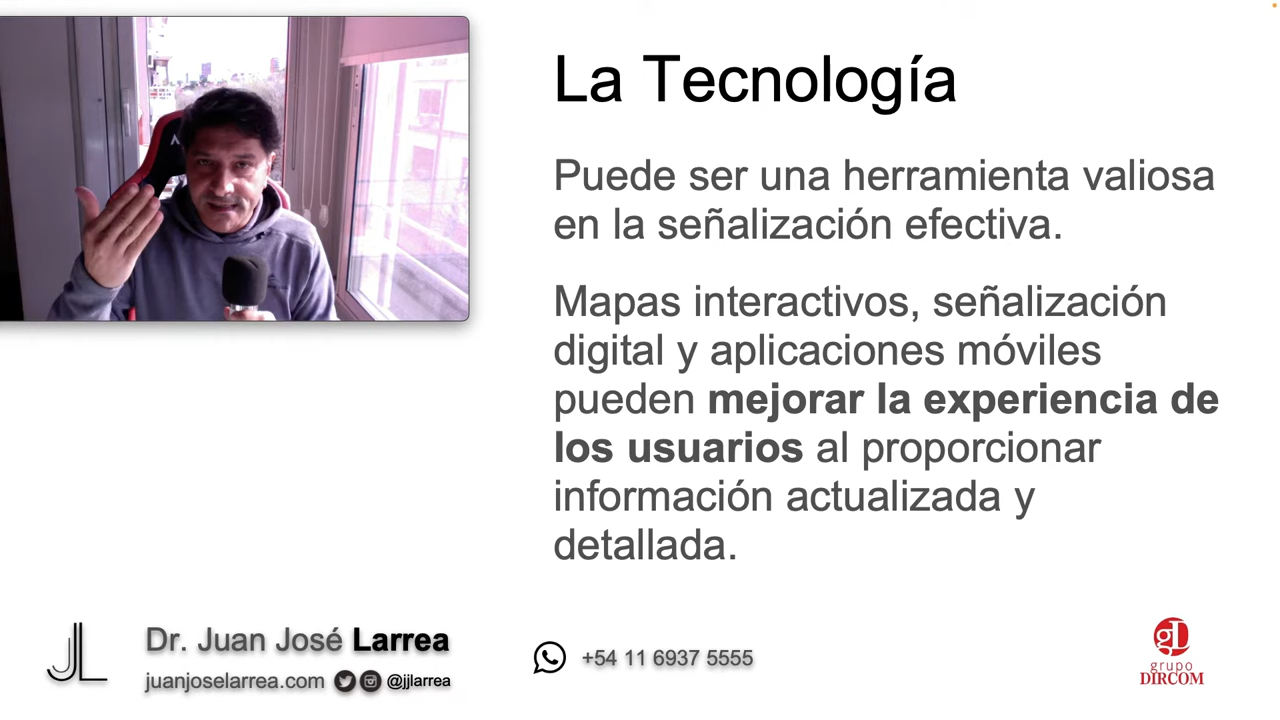 La Tecnología
Puede ser una herramienta valiosa
en la señalización efectiva.
Mapas interactivos, señalización
digital y aplicaciones móviles
pueden mejorar la experiencia de
los usuarios al proporcionar
información actualizada y
detallada.
JL
Dr. Juan José Larrea
juanjoselarrea.com @jjlarrea
+54 11 6937 5555
gD
grupo
DIRCOM